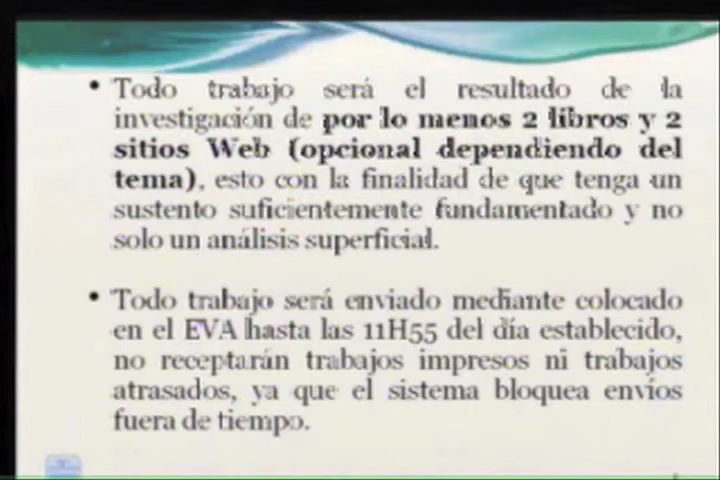 • Todo trabajo será el resultado de la
investigación de por lo menos 2 libros y 2
sitios Web (opcional dependiendo del
tema), esto con la finalidad de que tenga un
sustento suficientemente fundamentado y no
solo un análisis superficial.
• Todo trabajo será enviado mediante colocado
en el EVA hasta las 11H55 del día establecido,
no receptarán trabajos impresos ni trabajos
atrasados, ya que el sistema bloquea envíos
fuera de tiempo.